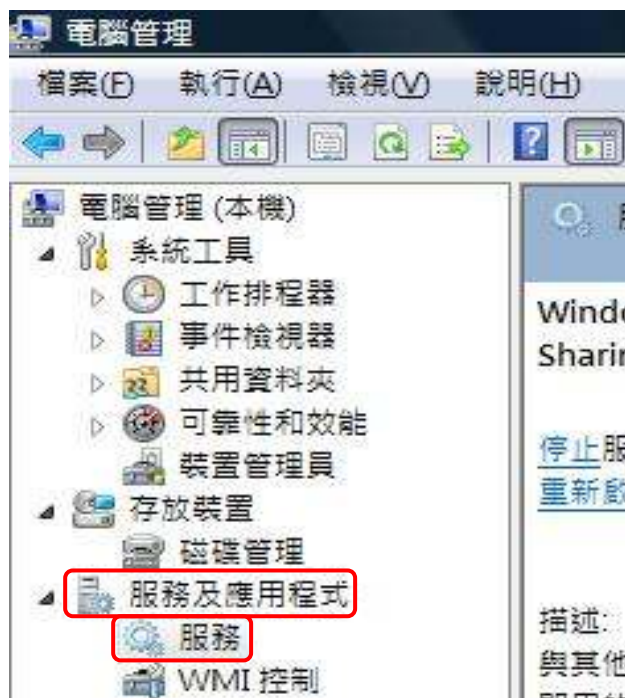 電腦管理
檔案(F) 執行(A) 檢視(V) 說明(H)
電腦管理 (本機)
系統工具
工作排程器
事件檢視器
共用資料夾
可靠性和效能
裝置管理員
存放裝置
磁碟管理
服務及應用程式
服務
WMI 控制
停止服
重新啟
描述:
與其他